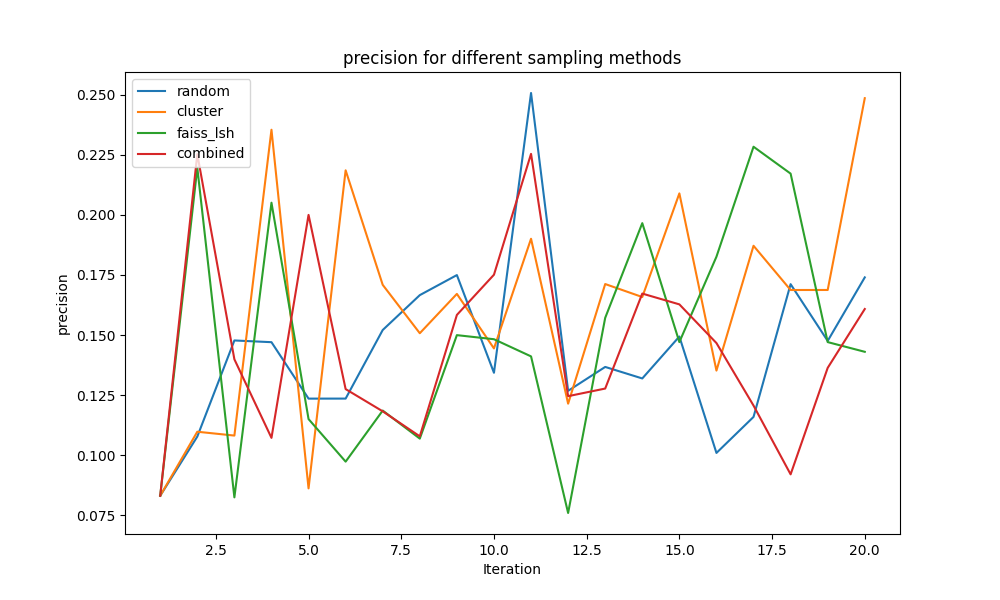 precision for different sampling methods
random
cluster
faiss_lsh
combined
precision
0.250
0.225
0.200
0.175
0.150
0.125
0.100
0.075
2.5 5.0 7.5 10.0 12.5 15.0 17.5 20.0
Iteration